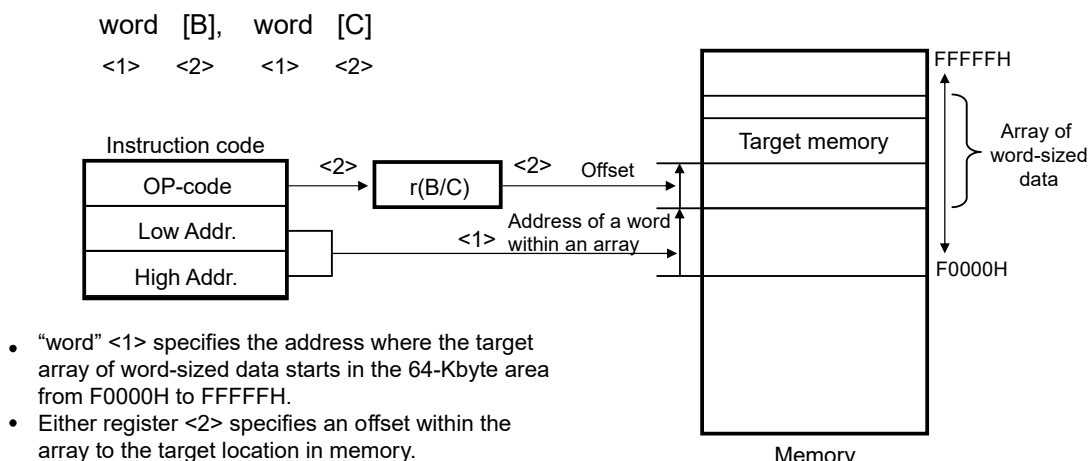 word [B], word [C]
<1> <2> <1> <2>
Instruction code
OP-code
Low Addr.
High Addr.
<2>
r(B/C)
<2>
Offset
<1>
Address of a word
within an array
Target memory
FFFFFH
Array of
word-sized
data
F0000H
Memory
• “word” <1> specifies the address where the target
array of word-sized data starts in the 64-Kbyte area
from F0000H to FFFFFH.
• Either register <2> specifies an offset within the
array to the target location in memory.